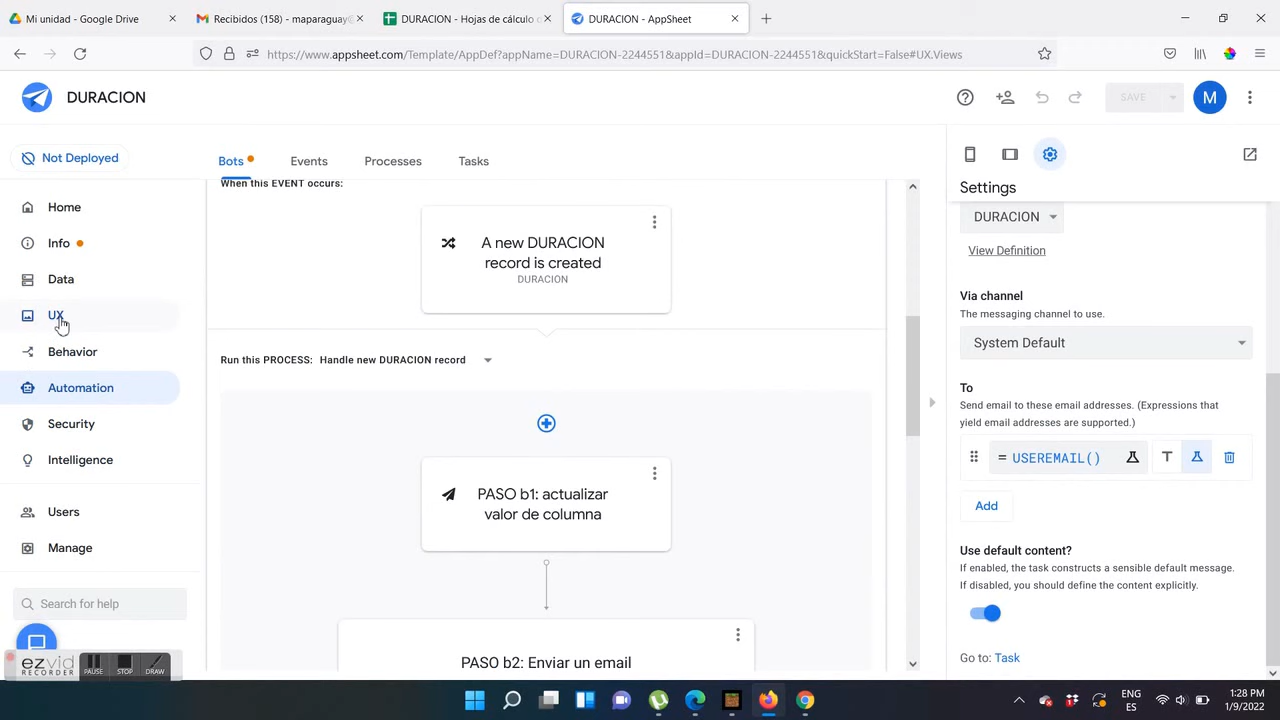 Mi unidad - Google Drive
Recibidos (158) - maparaguay@
DURACION - Hojas de cálculo d
DURACION - AppSheet
https://www.appsheet.com/Template/AppDef?appName=DURACION-2244551&appId=DURACION-2244551&quickStart=False#UX.Views
DURACION
SAVE
M
Not Deployed
Bots
Events
Processes
Tasks
Home
Info
Data
UX
Behavior
Automation
Security
Intelligence
Users
Manage
Search for help
When this EVENT occurs:
A new DURACION
record is created
DURACION
Run this PROCESS: Handle new DURACION record
PASO b1: actualizar
valor de columna
PASO b2: Enviar un email
Settings
DURACION
View Definition
Via channel
The messaging channel to use.
System Default
To
Send email to these email addresses. (Expressions that
yield email addresses are supported.)
= USEREMAIL()
T
Add
Use default content?
If enabled, the task constructs a sensible default message.
If disabled, you should define the content explicitly.
Go to: Task
ezvid
RECORDER
PAUSE
STOP
DRAW
ENG
ES
1:28 PM
1/9/2022